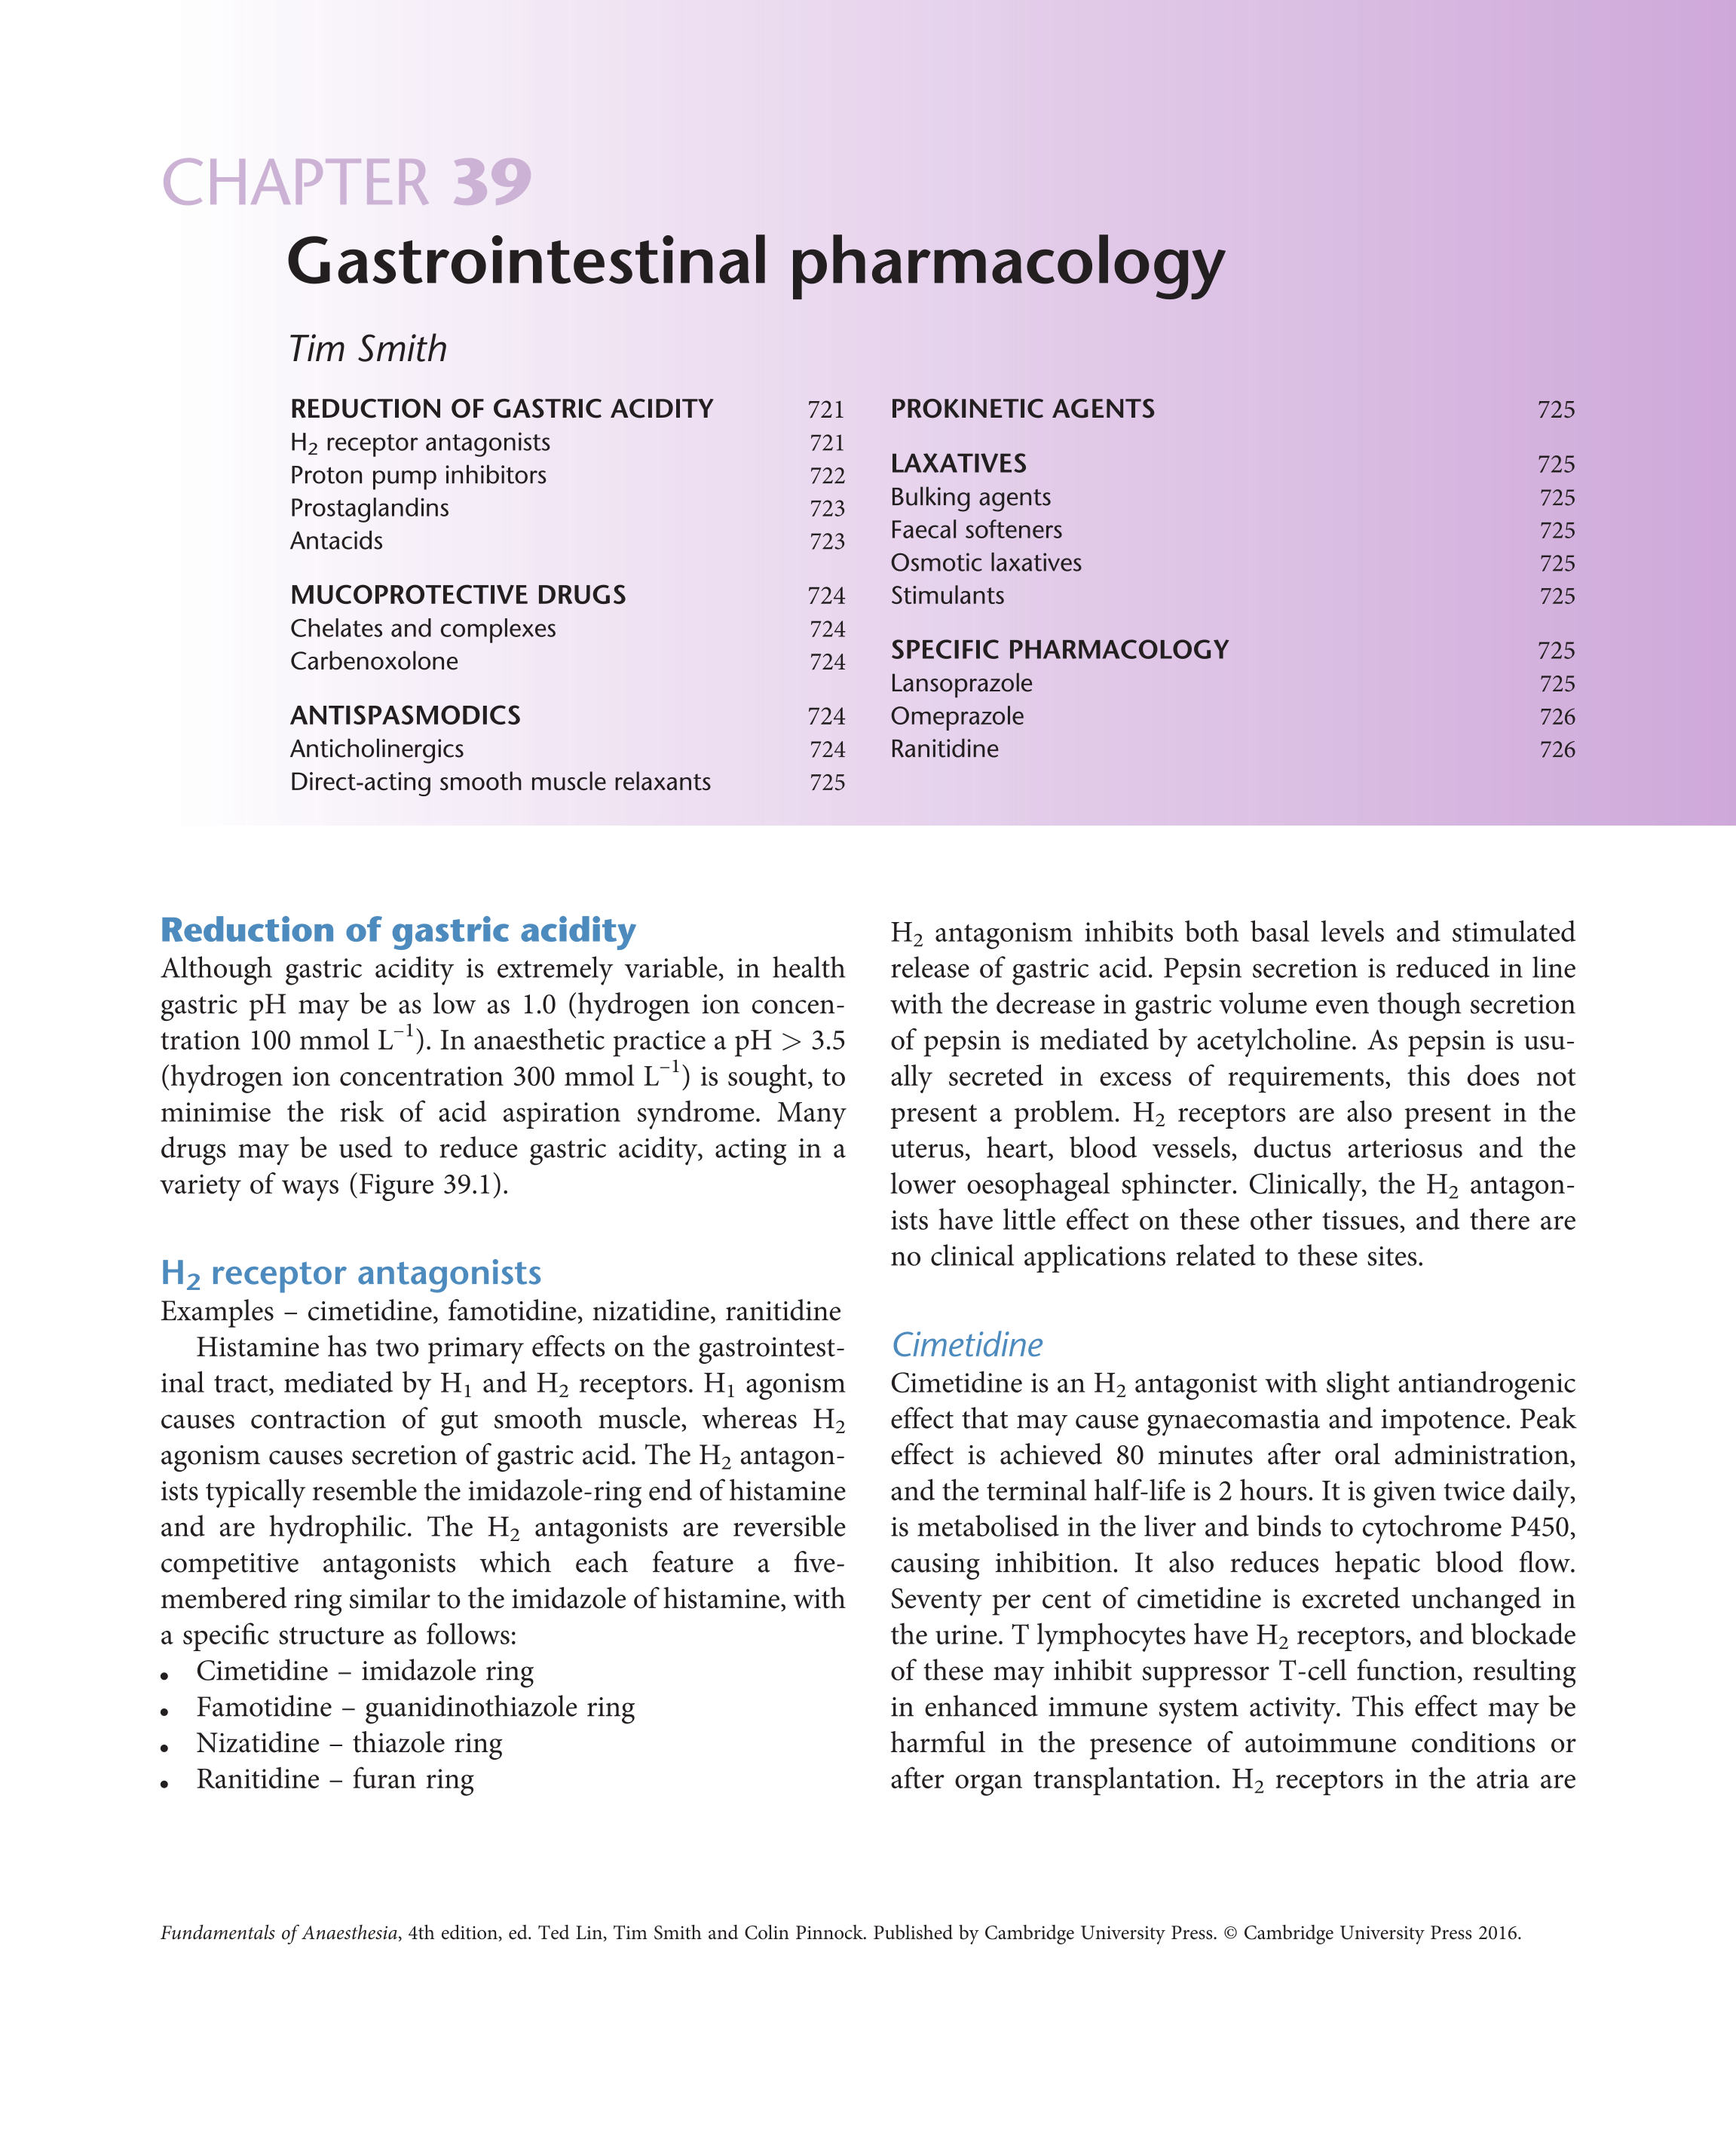 CHAPTER 39
Gastrointestinal pharmacology
Tim Smith
REDUCTION OF GASTRIC ACIDITY 721
H₂ receptor antagonists 721
Proton pump inhibitors 722
Prostaglandins 723
Antacids 723
MUCOPROTECTIVE DRUGS 724
Chelates and complexes 724
Carbenoxolone 724
ANTISPASMODICS 724
Anticholinergics 724
Direct-acting smooth muscle relaxants 725
PROKINETIC AGENTS 725
LAXATIVES 725
Bulking agents 725
Faecal softeners 725
Osmotic laxatives 725
Stimulants 725
SPECIFIC PHARMACOLOGY 725
Lansoprazole 725
Omeprazole 726
Ranitidine 726
Reduction of gastric acidity
Although gastric acidity is extremely variable, in health
gastric pH may be as low as 1.0 (hydrogen ion concen-
tration 100 mmol L⁻¹). In anaesthetic practice a pH > 3.5
(hydrogen ion concentration 300 mmol L⁻¹) is sought, to
minimise the risk of acid aspiration syndrome. Many
drugs may be used to reduce gastric acidity, acting in a
variety of ways (Figure 39.1).
H₂ receptor antagonists
Examples – cimetidine, famotidine, nizatidine, ranitidine
Histamine has two primary effects on the gastrointest-
inal tract, mediated by H₁ and H₂ receptors. H₁ agonism
causes contraction of gut smooth muscle, whereas H₂
agonism causes secretion of gastric acid. The H₂ antagon-
ists typically resemble the imidazole-ring end of histamine
and are hydrophilic. The H₂ antagonists are reversible
competitive antagonists which each feature a five-
membered ring similar to the imidazole of histamine, with
a specific structure as follows:
• Cimetidine – imidazole ring
• Famotidine – guanidinothiazole ring
• Nizatidine – thiazole ring
• Ranitidine – furan ring
H₂ antagonism inhibits both basal levels and stimulated
release of gastric acid. Pepsin secretion is reduced in line
with the decrease in gastric volume even though secretion
of pepsin is mediated by acetylcholine. As pepsin is usu-
ally secreted in excess of requirements, this does not
present a problem. H₂ receptors are also present in the
uterus, heart, blood vessels, ductus arteriosus and the
lower oesophageal sphincter. Clinically, the H₂ antagon-
ists have little effect on these other tissues, and there are
no clinical applications related to these sites.
Cimetidine
Cimetidine is an H₂ antagonist with slight antiandrogenic
effect that may cause gynaecomastia and impotence. Peak
effect is achieved 80 minutes after oral administration,
and the terminal half-life is 2 hours. It is given twice daily,
is metabolised in the liver and binds to cytochrome P450,
causing inhibition. It also reduces hepatic blood flow.
Seventy per cent of cimetidine is excreted unchanged in
the urine. T lymphocytes have H₂ receptors, and blockade
of these may inhibit suppressor T-cell function, resulting
in enhanced immune system activity. This effect may be
harmful in the presence of autoimmune conditions or
after organ transplantation. H₂ receptors in the atria are
Fundamentals of Anaesthesia, 4th edition, ed. Ted Lin, Tim Smith and Colin Pinnock. Published by Cambridge University Press. © Cambridge University Press 2016.